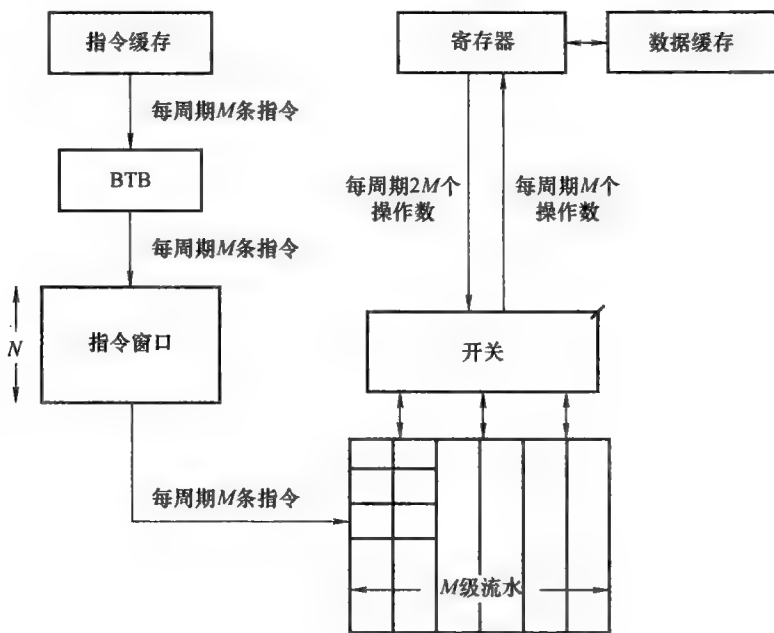 指令缓存
寄存器
数据缓存
每周期M条指令
BTB
每周期2M个
操作数
每周期M个
操作数
每周期M条指令
N
指令窗口
开关
每周期M条指令
M级流水